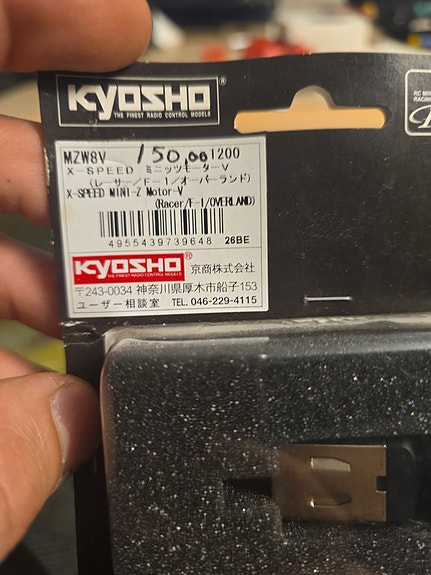 KYOSHO®
THE FINEST RADIO CONTROL MODELS
RC MIN
RACING
MZW8V 150,00 1200
X-SPEED ミニッツモーターV
(レーサー/F-1/オーバーランド)
X-SPEED MINI-Z Motor-V
(Racer/F-1/OVERLAND)
4955439739648 26BE
KYOSHO® 京商株式会社
THE FINEST RADIO CONTROL MODELS
〒243-0034 神奈川県厚木市船子153
ユーザー相談室 TEL.046-229-4115